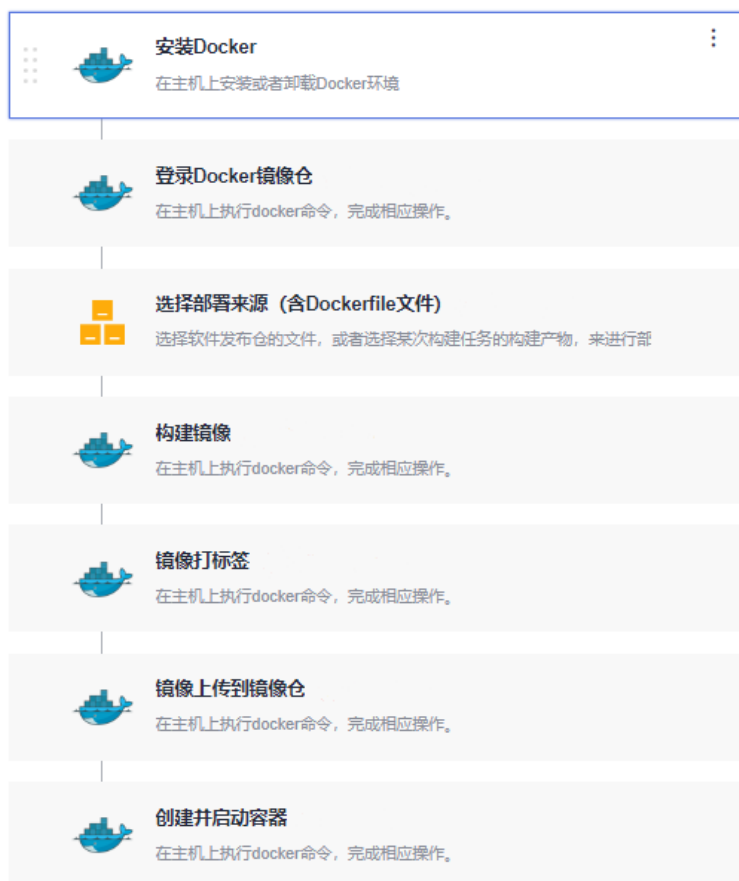 安装Docker
在主机上安装或者卸载Docker环境
登录Docker镜像仓
在主机上执行docker命令，完成相应操作。
选择部署来源（含Dockerfile文件）
选择软件发布仓的文件，或者选择某次构建任务的构建产物，来进行部
构建镜像
在主机上执行docker命令，完成相应操作。
镜像打标签
在主机上执行docker命令，完成相应操作。
镜像上传到镜像仓
在主机上执行docker命令，完成相应操作。
创建并启动容器
在主机上执行docker命令，完成相应操作。